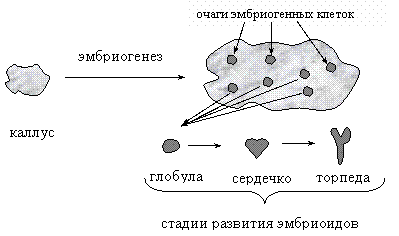 очаги эмбриогенных клеток
эмбриогенез
каллус
глобула
сердечко
торпеда
стадии развития эмбриоидов